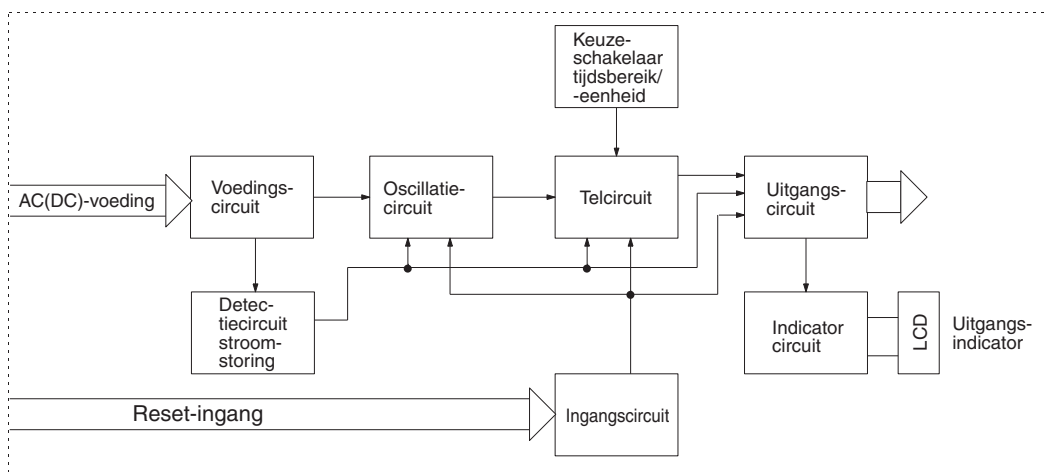 Keuze-
schakelaar
tijdsbereik/
-eenheid
AC(DC)-voeding
Voedings-
circuit
Oscillatie-
circuit
Telcircuit
Uitgangs-
circuit
Detec-
tiecircuit
stroom-
storing
Indicator
circuit
LCD
Uitgangs-
indicator
Reset-ingang
Ingangscircuit